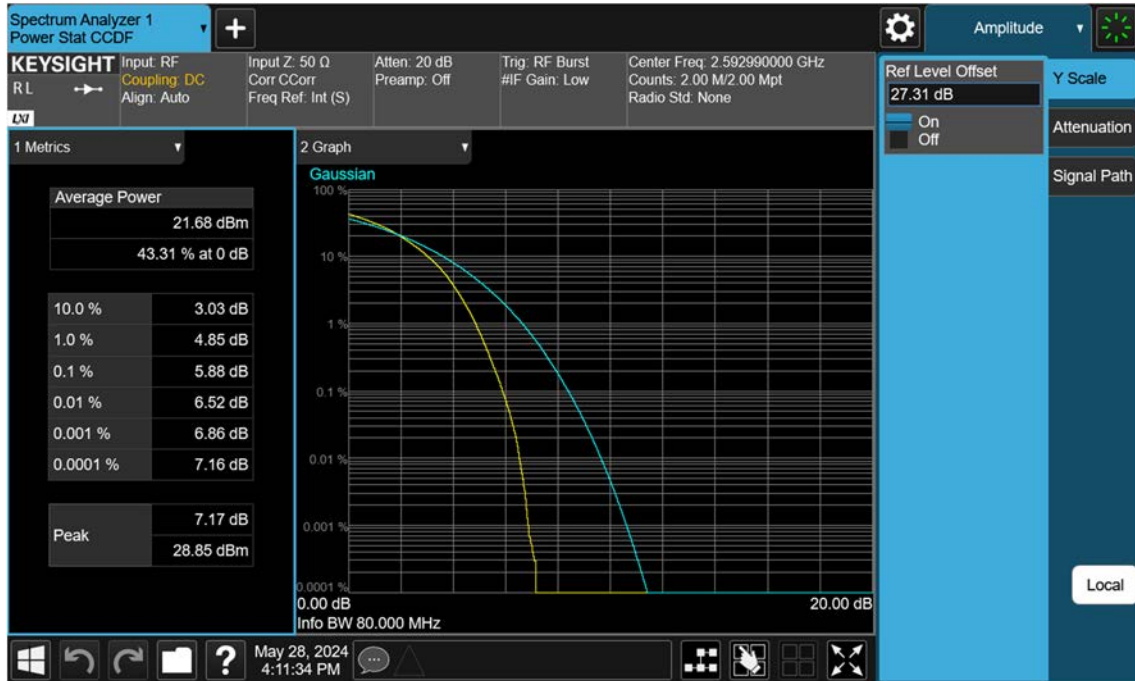 Spectrum Analyzer 1
Power Stat CCDF
Amplitude
KEYSIGHT
R L
LXI
Input: RF
Coupling: DC
Align: Auto
Input Z: 50 Ω
Corr CCorr
Freq Ref: Int (S)
Atten: 20 dB
Preamp: Off
Trig: RF Burst
#IF Gain: Low
Center Freq: 2.592990000 GHz
Counts: 2.00 M/2.00 Mpt
Radio Std: None
Ref Level Offset
27.31 dB
On
Off
Y Scale
Attenuation
Signal Path
1 Metrics
Average Power
21.68 dBm
43.31 % at 0 dB
10.0 % 3.03 dB
1.0 % 4.85 dB
0.1 % 5.88 dB
0.01 % 6.52 dB
0.001 % 6.86 dB
0.0001 % 7.16 dB
Peak
7.17 dB
28.85 dBm
2 Graph
Gaussian
100 %
10 %
1 %
0.1 %
0.01 %
0.001 %
0.0001 %
0.00 dB 20.00 dB
Info BW 80.000 MHz
Local
?
May 28, 2024
4:11:34 PM